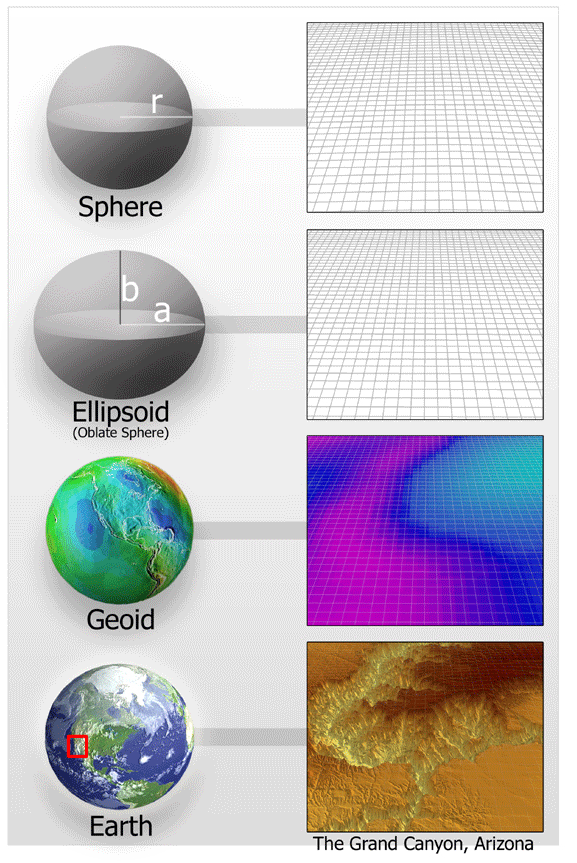 r
Sphere
b
a
Ellipsoid
(Oblate Sphere)
Geoid
Earth
The Grand Canyon, Arizona